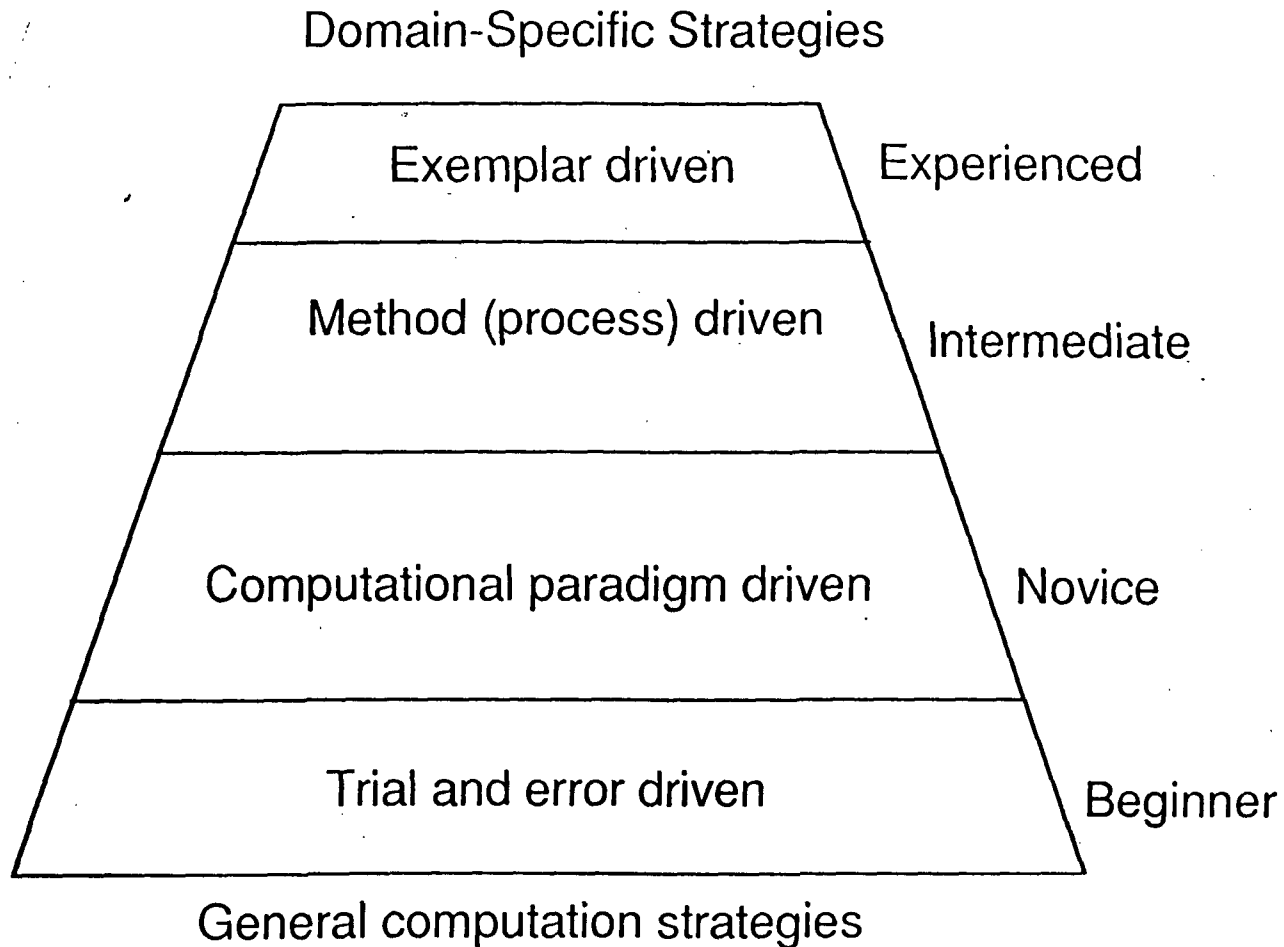 Domain-Specific Strategies
Exemplar driven
Experienced
Method (process) driven
Intermediate
Computational paradigm driven
Novice
Trial and error driven
Beginner
General computation strategies